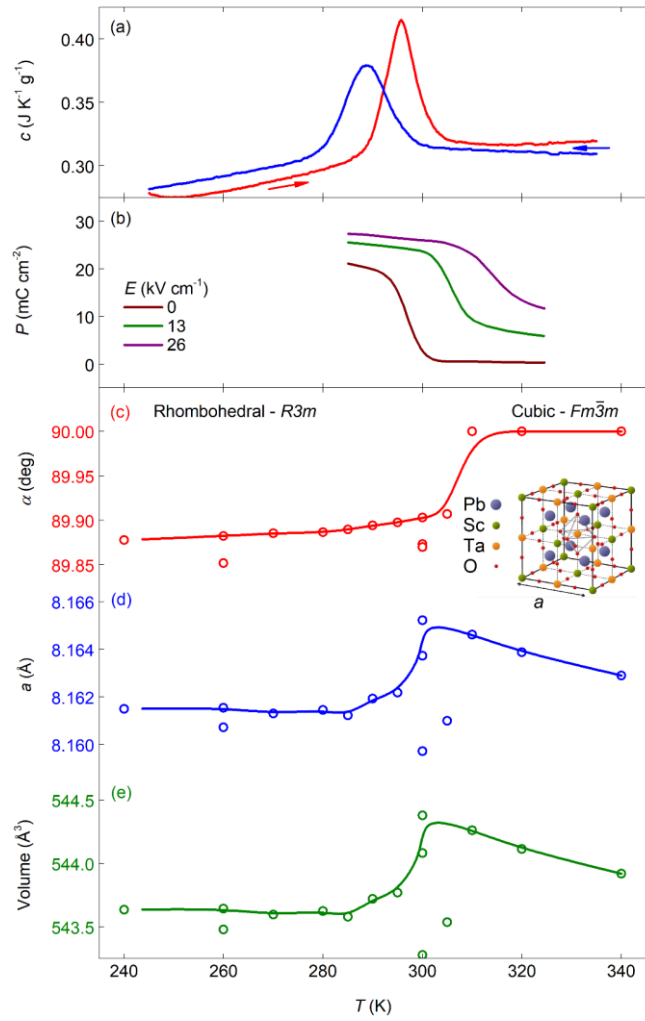 (a)
0.40
0.35
0.30
c (J K⁻¹ g⁻¹)
(b)
30
20
10
0
P (mC cm⁻²)
E (kV cm⁻¹)
0
13
26
(c) Rhombohedral - R3m Cubic - Fm3̅m
90.00
89.95
89.90
89.85
α (deg)
Pb
Sc
Ta
O
a
(d)
8.166
8.164
8.162
8.160
a (Å)
(e)
544.5
544.0
543.5
Volume (Å³)
240 260 280 300 320 340
T (K)